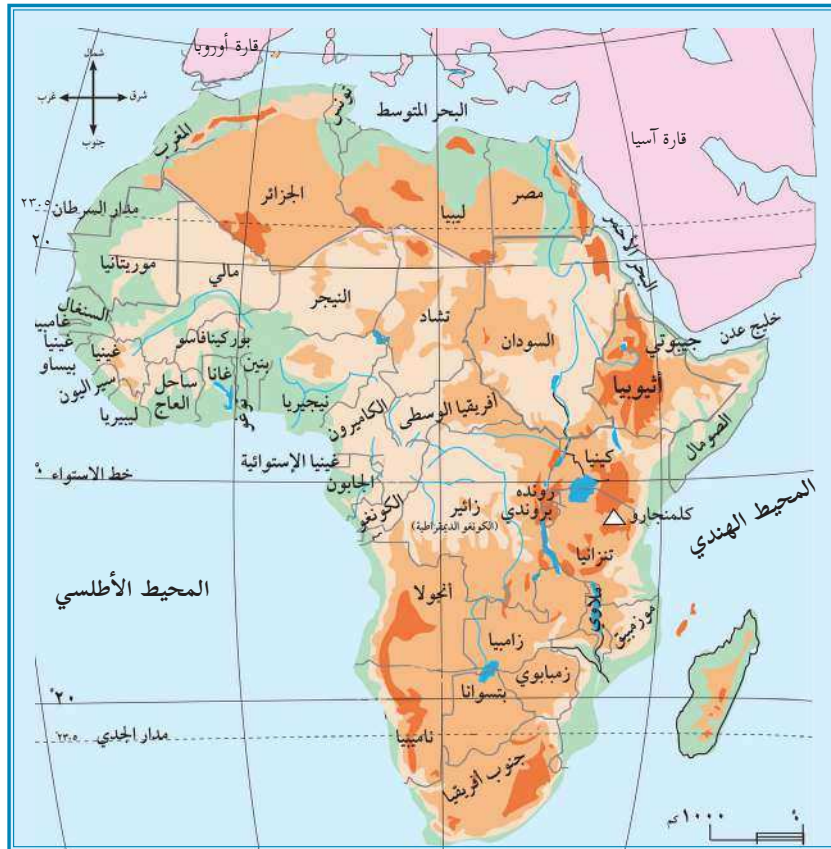 قارة أوروبا
شمال
شرق
غرب
جنوب
البحر المتوسط
قارة آسيا
تونس
المغرب
الجزائر
ليبيا
مصر
٢٣.٥
مدار السرطان
٢٠
البحر الأحمر
موريتانيا
مالي
النيجر
تشاد
السودان
خليج عدن
جيبوتي
أثيوبيا
الصومال
السنغال
غامبيا
غينيا
بيساو
غينيا
سيراليون
ليبيريا
بوركينافاسو
ساحل
العاج
غانا
توغو
بنين
نيجيريا
الكاميرون
أفريقيا الوسطى
غينيا الإستوائية
الجابون
الكونغو
خط الاستواء
٠°
زائير
(الكونغو الديمقراطية)
رونده
بروندي
كينيا
كلمنجارو
تنزانيا
المحيط الهندي
المحيط الأطلسي
أنجولا
زامبيا
ملاوي
موزمبيق
زمبابوي
بتسوانا
ناميبيا
جنوب أفريقيا
٢٠°
مدار الجدي
٢٣.٥
١٠٠٠ كم
٠